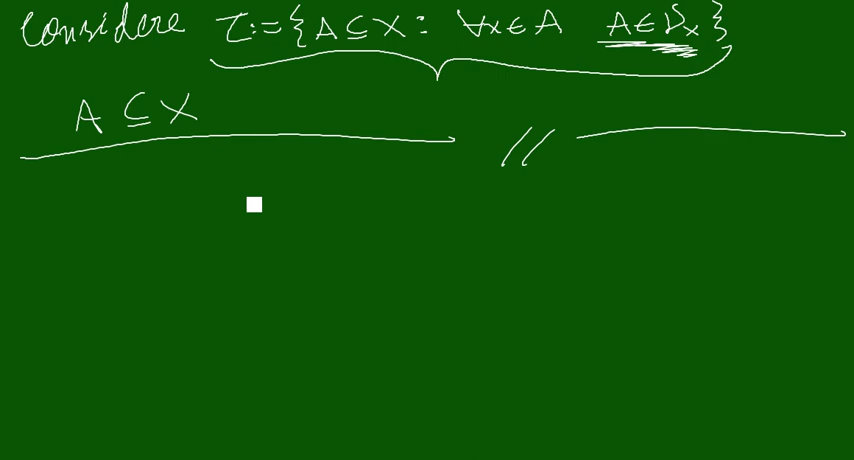 Considere τ:={A⊆X: ∀x∈A A∈𝒱ₓ}
A⊆X
//